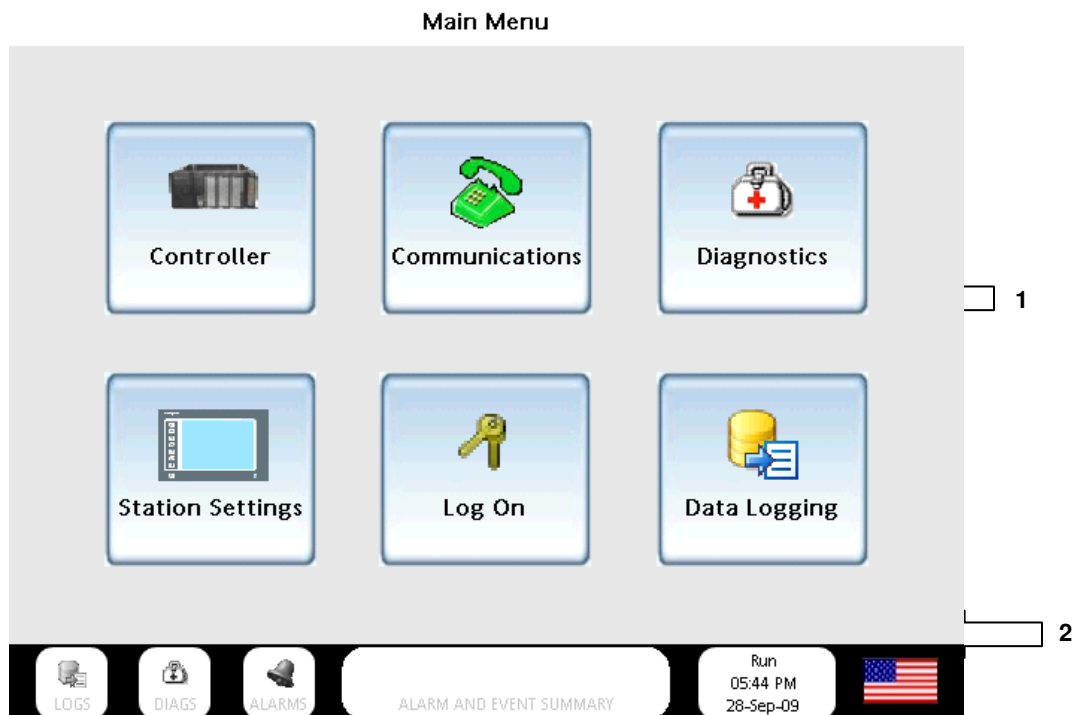 Main Menu
Controller
Communications
Diagnostics
1
Station Settings
Log On
Data Logging
2
LOGS
DIAGS
ALARMS
ALARM AND EVENT SUMMARY
Run
05:44 PM
28-Sep-09